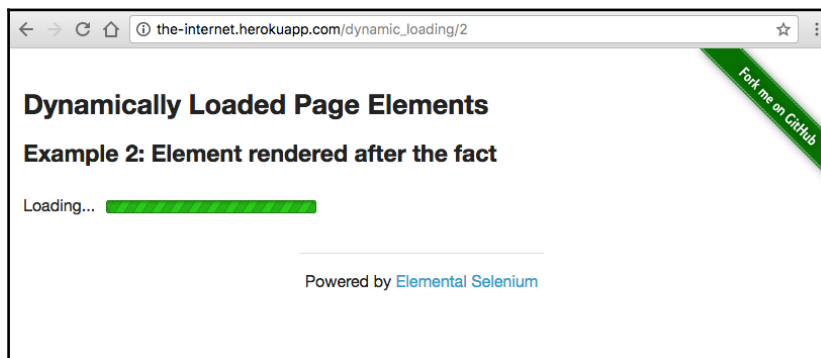 the-internet.herokuapp.com/dynamic_loading/2
Fork me on GitHub
Dynamically Loaded Page Elements
Example 2: Element rendered after the fact
Loading...
Powered by Elemental Selenium